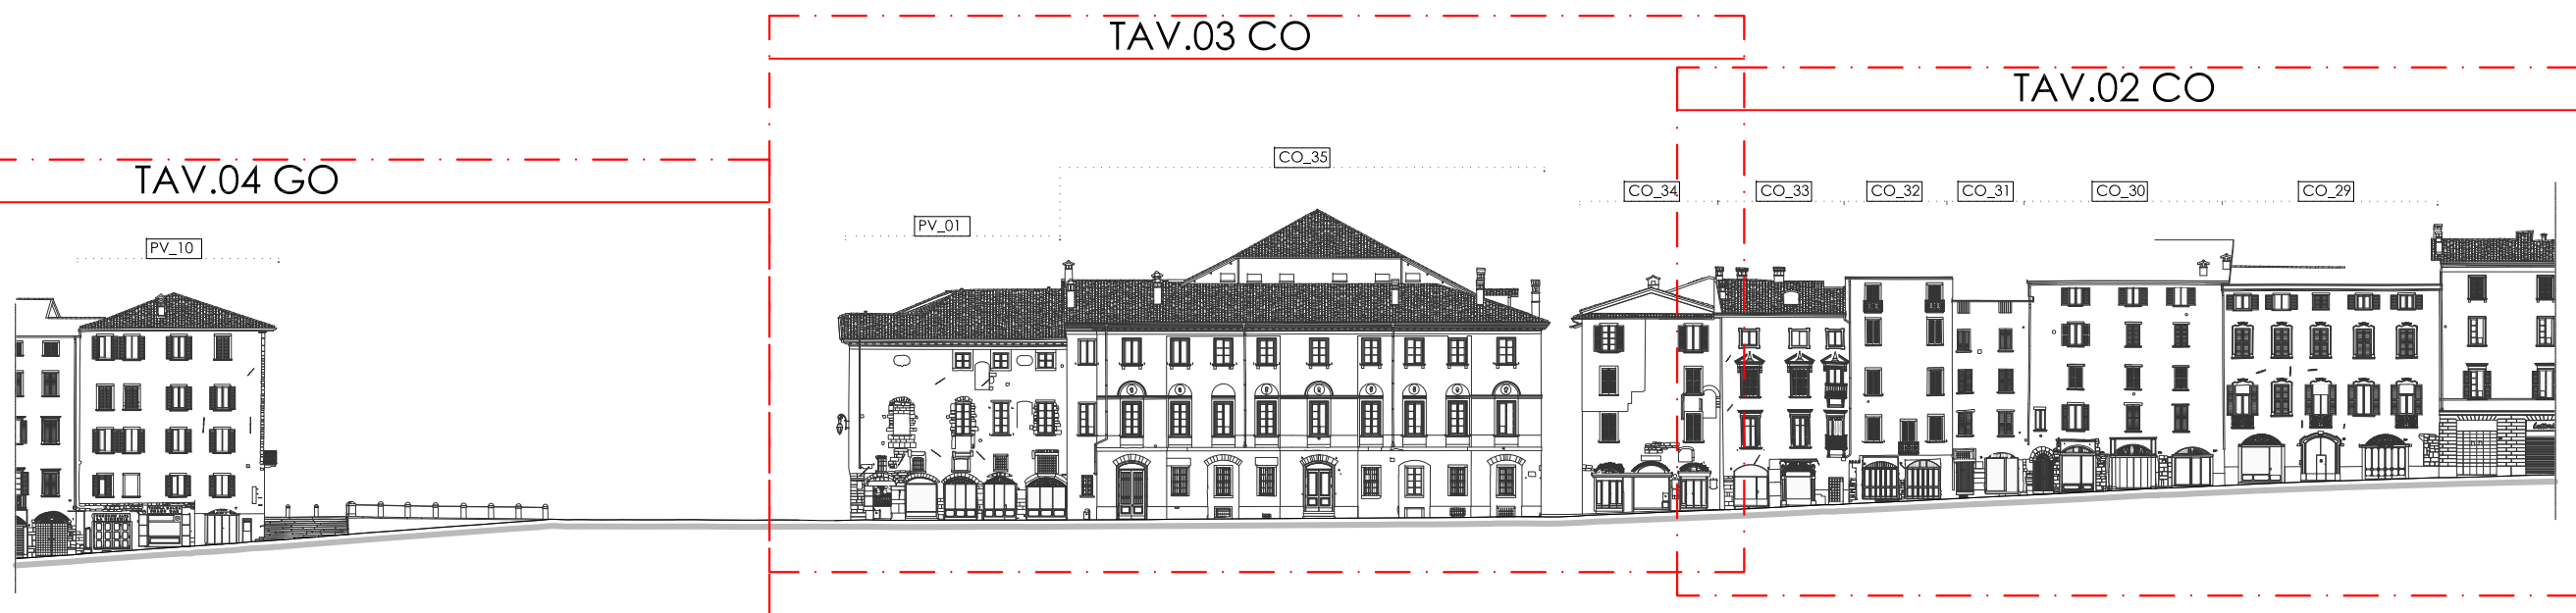 TAV.03 CO
TAV.02 CO
TAV.04 GO
CO_35
CO_34
CO_33
CO_32
CO_31
CO_30
CO_29
PV_01
PV_10